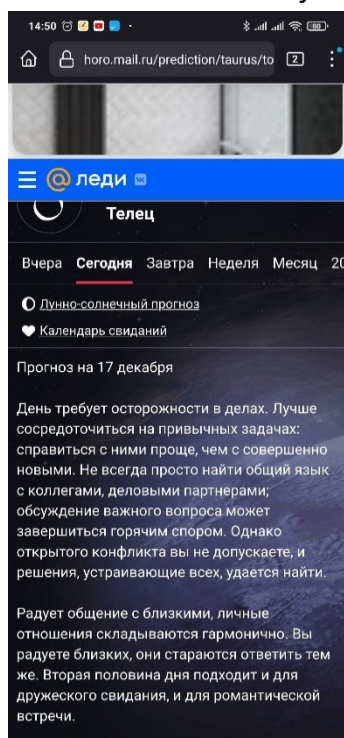 14:50
80
horo.mail.ru/prediction/taurus/to
2
леди
Телец
Вчера Сегодня Завтра Неделя Месяц 20
Лунно-солнечный прогноз
Календарь свиданий
Прогноз на 17 декабря
День требует осторожности в делах. Лучше
сосредоточиться на привычных задачах:
справиться с ними проще, чем с совершенно
новыми. Не всегда просто найти общий язык
с коллегами, деловыми партнерами;
обсуждение важного вопроса может
завершиться горячим спором. Однако
открытого конфликта вы не допускаете, и
решения, устраивающие всех, удается найти.
Радует общение с близкими, личные
отношения складываются гармонично. Вы
радуете близких, они стараются ответить тем
же. Вторая половина дня подходит и для
дружеского свидания, и для романтической
встречи.